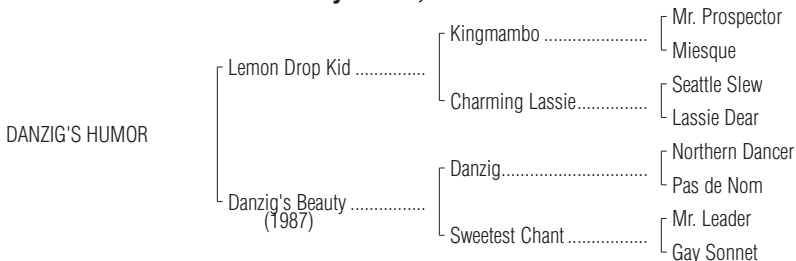 Mr. Prospector
Kingmambo ......................
Miesque
Lemon Drop Kid ...............
Seattle Slew
Charming Lassie...............
Lassie Dear
DANZIG'S HUMOR
Northern Dancer
Danzig...............................
Pas de Nom
Danzig's Beauty ................
(1987)
Mr. Leader
Sweetest Chant .................
Gay Sonnet